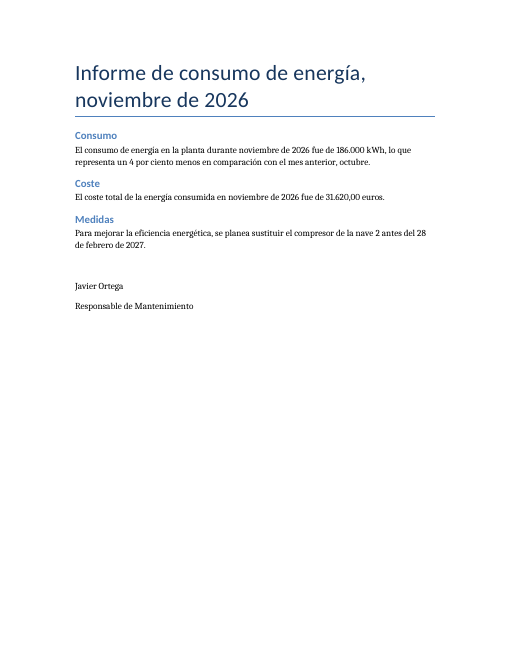 Informe de consumo de energía,
noviembre de 2026
Consumo
El consumo de energía en la planta durante noviembre de 2026 fue de 186.000 kWh, lo que
representa un 4 por ciento menos en comparación con el mes anterior, octubre.
Coste
El coste total de la energía consumida en noviembre de 2026 fue de 31.620,00 euros.
Medidas
Para mejorar la eficiencia energética, se planea sustituir el compresor de la nave 2 antes del 28
de febrero de 2027.
Javier Ortega
Responsable de Mantenimiento